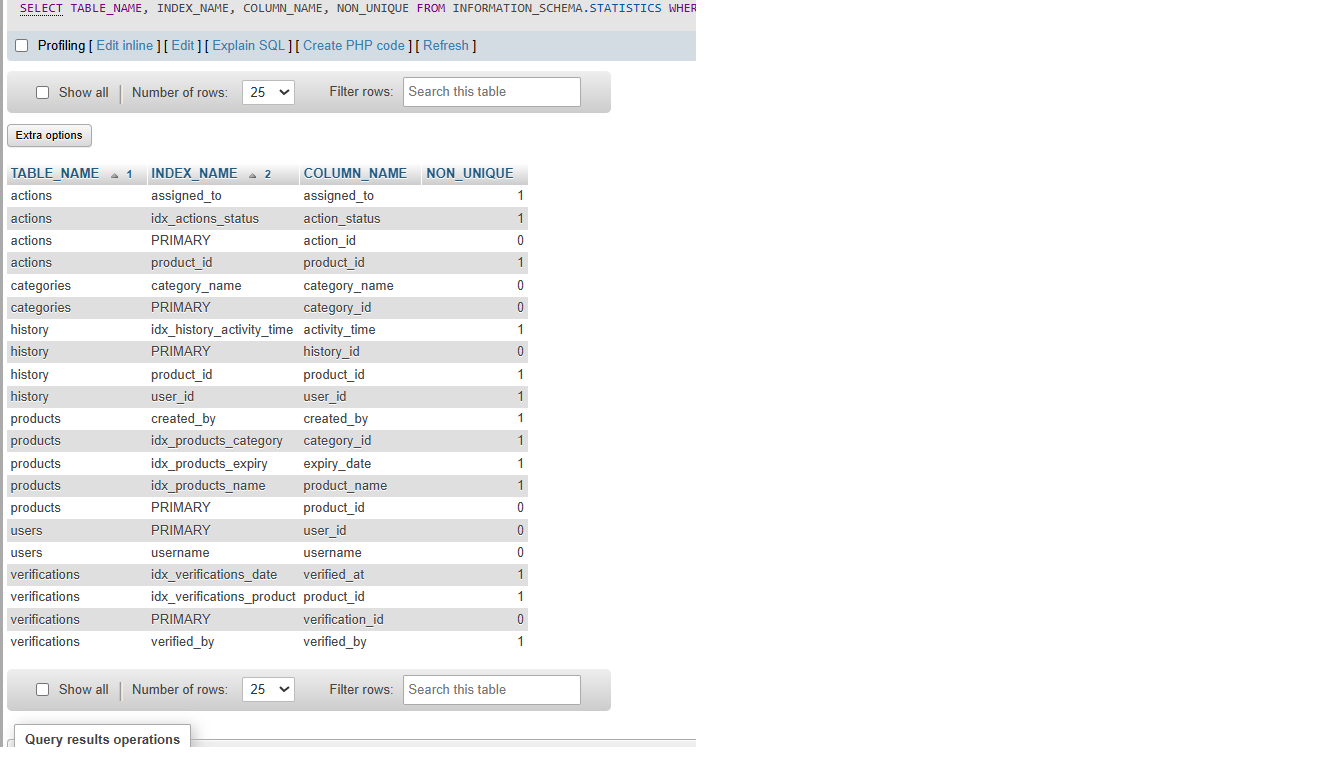 SELECT TABLE_NAME, INDEX_NAME, COLUMN_NAME, NON_UNIQUE FROM INFORMATION_SCHEMA.STATISTICS WHER
Profiling [ Edit inline ] [ Edit ] [ Explain SQL ] [ Create PHP code ] [ Refresh ]
Show all | Number of rows: 25 Filter rows: Search this table
Extra options
TABLE_NAME 1 INDEX_NAME 2 COLUMN_NAME NON_UNIQUE
actions assigned_to assigned_to 1
actions idx_actions_status action_status 1
actions PRIMARY action_id 0
actions product_id product_id 1
categories category_name category_name 0
categories PRIMARY category_id 0
history idx_history_activity_time activity_time 1
history PRIMARY history_id 0
history product_id product_id 1
history user_id user_id 1
products created_by created_by 1
products idx_products_category category_id 1
products idx_products_expiry expiry_date 1
products idx_products_name product_name 1
products PRIMARY product_id 0
users PRIMARY user_id 0
users username username 0
verifications idx_verifications_date verified_at 1
verifications idx_verifications_product product_id 1
verifications PRIMARY verification_id 0
verifications verified_by verified_by 1
Show all | Number of rows: 25 Filter rows: Search this table
Query results operations